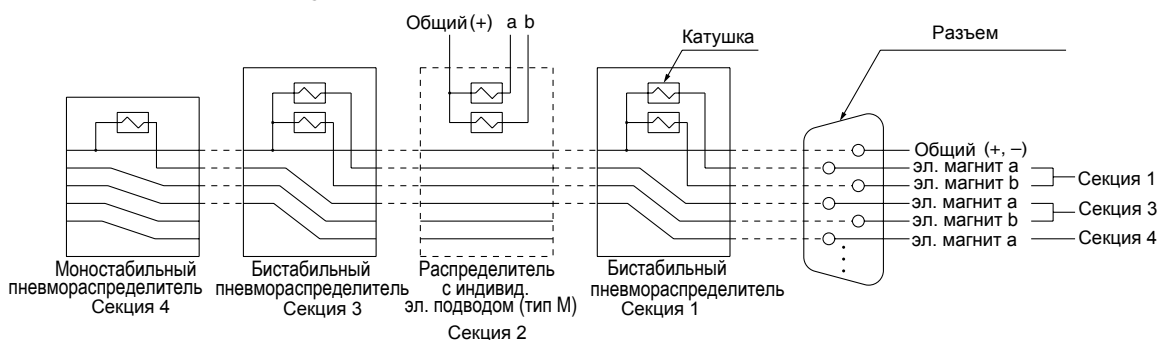 Общий (+) a b
Катушка
Разъем
Общий (+, –)
эл. магнит a
эл. магнит b
Секция 1
эл. магнит a
эл. магнит b
Секция 3
эл. магнит a
Секция 4
Моностабильный
пневмораспределитель
Секция 4
Бистабильный
пневмораспределитель
Секция 3
Распределитель
с индивид.
эл. подводом (тип М)
Секция 2
Бистабильный
пневмораспределитель
Секция 1